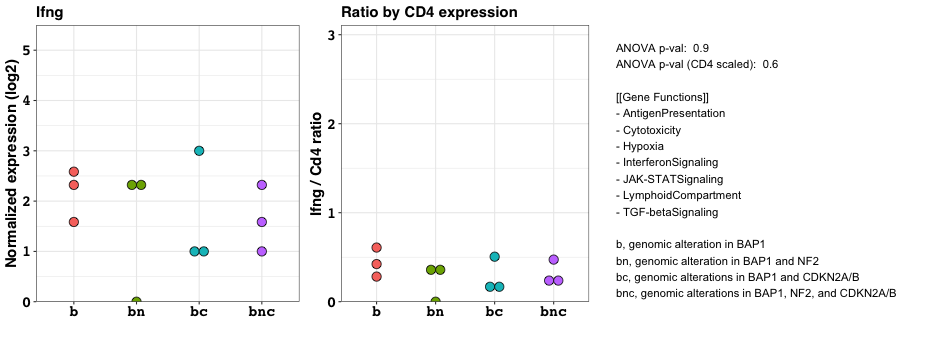 Ifng
Normalized expression (log2)
5
4
3
2
1
0
b
bn
bc
bnc
Ratio by CD4 expression
Ifng / Cd4 ratio
3
2
1
0
b
bn
bc
bnc
ANOVA p-val: 0.9
ANOVA p-val (CD4 scaled): 0.6
[[Gene Functions]]
- AntigenPresentation
- Cytotoxicity
- Hypoxia
- InterferonSignaling
- JAK-STATSignaling
- LymphoidCompartment
- TGF-betaSignaling
b, genomic alteration in BAP1
bn, genomic alteration in BAP1 and NF2
bc, genomic alterations in BAP1 and CDKN2A/B
bnc, genomic alterations in BAP1, NF2, and CDKN2A/B